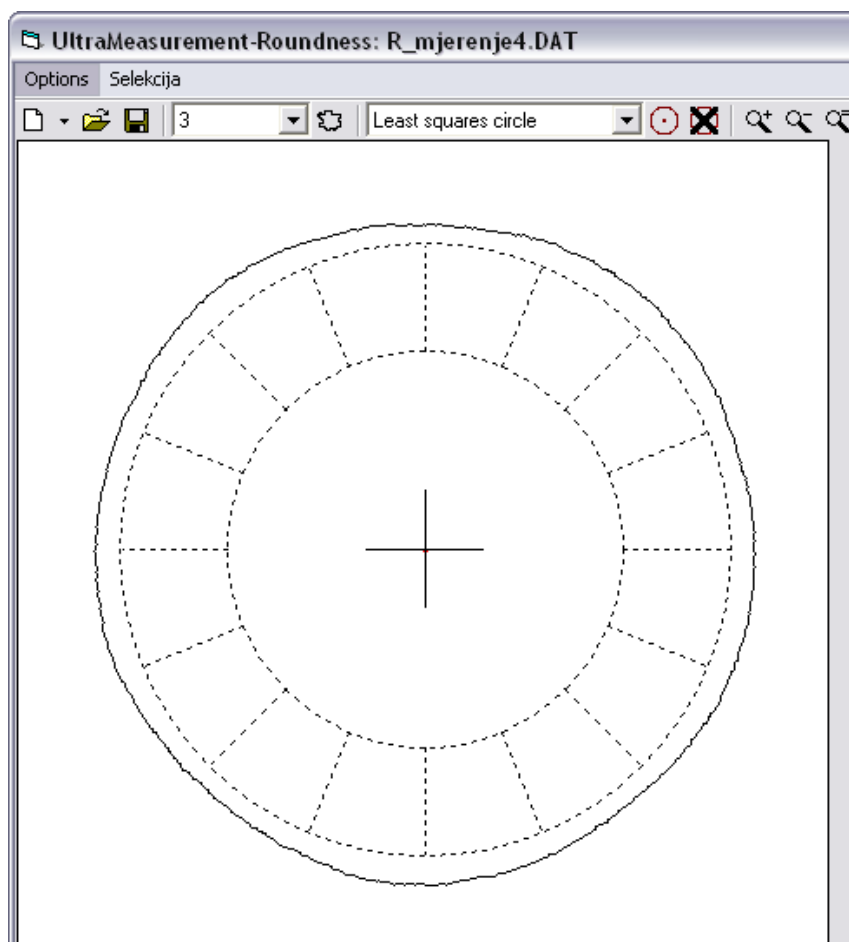 UltraMeasurement-Roundness: R_mjerenje4.DAT
Options Selekcija
3 Least squares circle